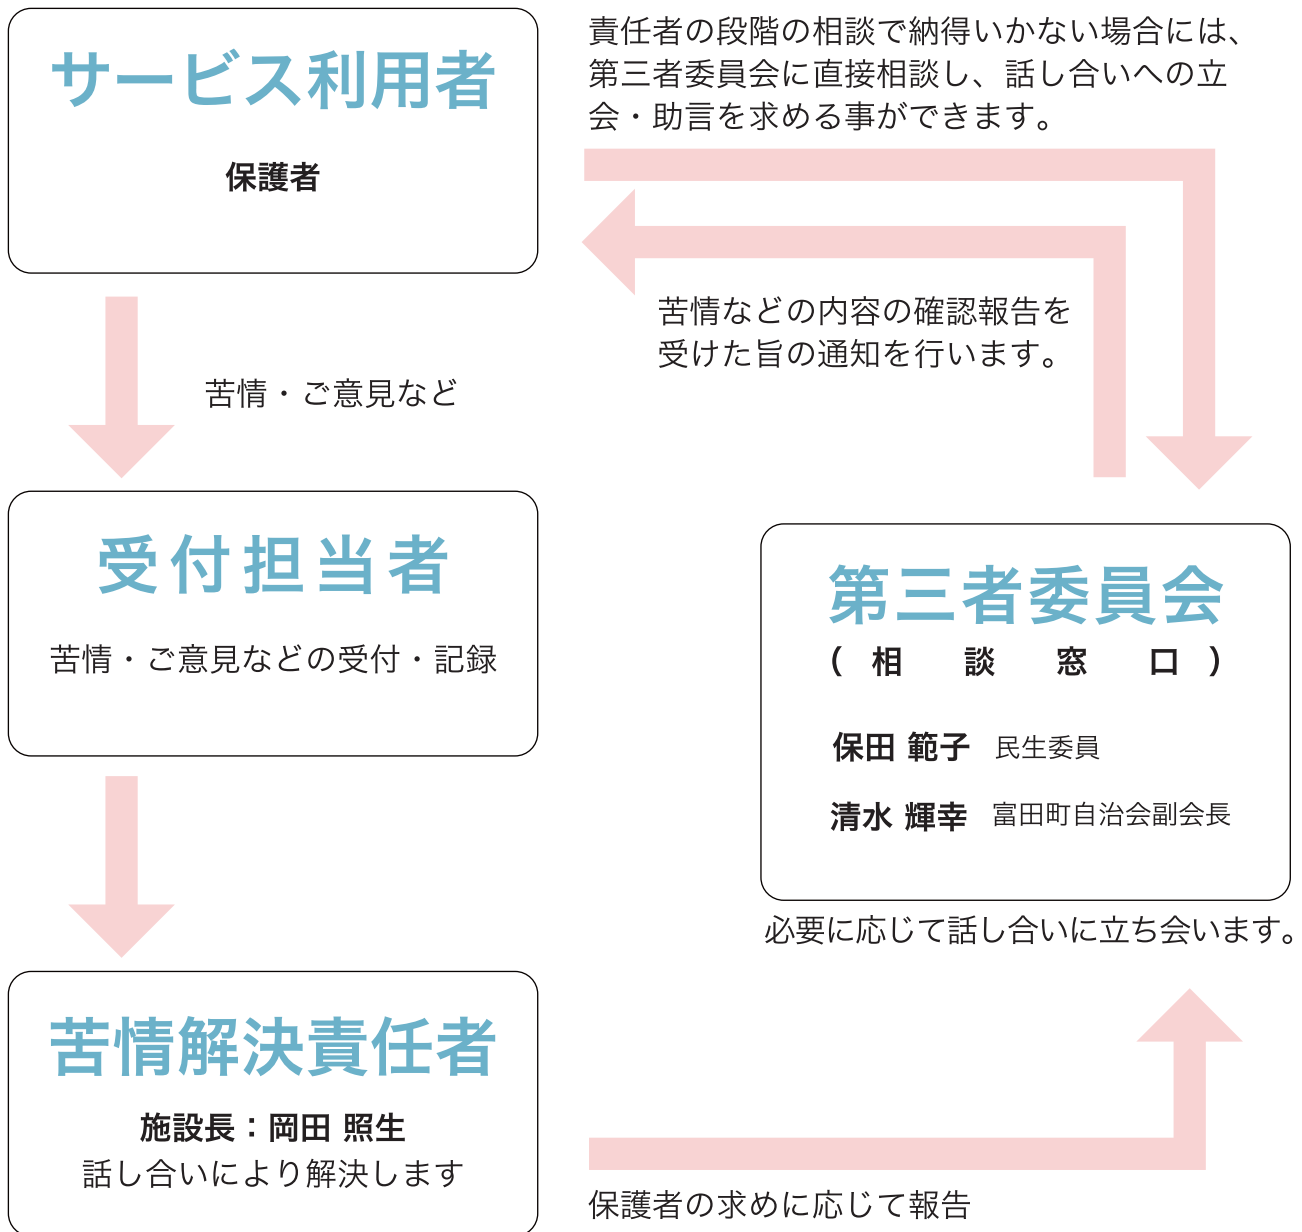 サービス利用者
保護者
責任者の段階の相談で納得いかない場合には、
第三者委員会に直接相談し、話し合いへの立
会・助言を求める事ができます。
苦情などの内容の確認報告を
受けた旨の通知を行います。
苦情・ご意見など
受付担当者
苦情・ご意見などの受付・記録
第三者委員会
(相談窓口)
保田 範子 民生委員
清水 輝幸 富田町自治会副会長
必要に応じて話し合いに立ち会います。
苦情解決責任者
施設長：岡田 照生
話し合いにより解決します
保護者の求めに応じて報告